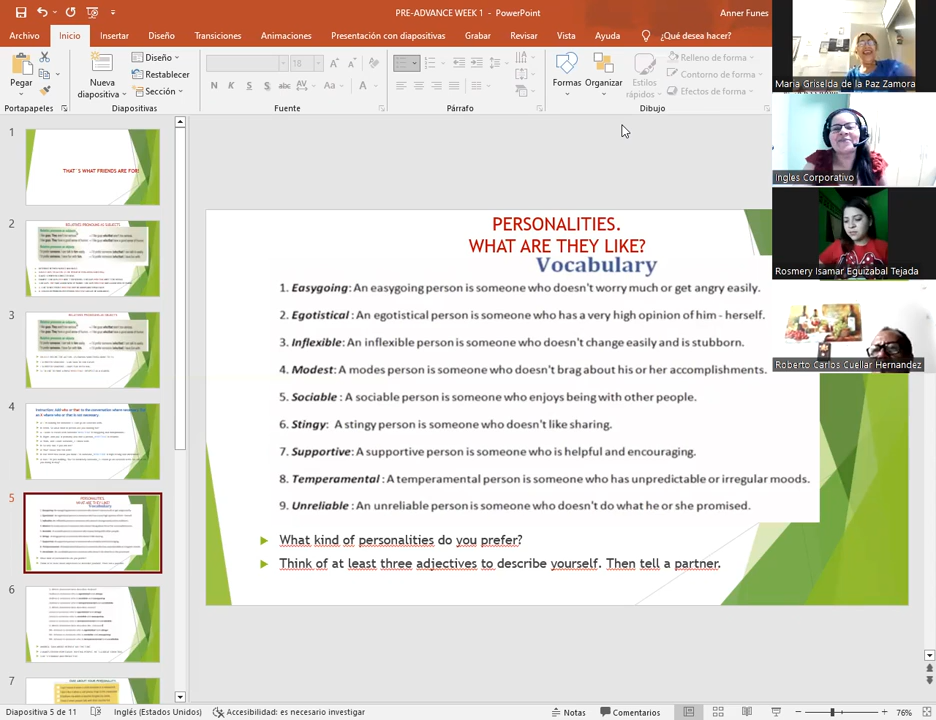 PRE-ADVANCE WEEK 1 - PowerPoint
Anner Funes
Archivo
Inicio
Insertar
Diseño
Transiciones
Animaciones
Presentación con diapositivas
Grabar
Revisar
Vista
Ayuda
¿Qué desea hacer?
Pegar
Nueva diapositiva
Diseño
Restablecer
Sección
18
N K S S abc AV Aa A
Formas
Organizar
Estilos rápidos
Relleno de forma
Contorno de forma
Efectos de forma
Portapapeles
Diapositivas
Fuente
Párrafo
Dibujo
Maria Griselda de la Paz Zamora
Ingles Corporativo
Rosmery Isamar Eguizabal Tejada
Roberto Carlos Cuellar Hernandez
1
THAT´S WHAT FRIENDS ARE FOR!
2
3
4
5
6
7
PERSONALITIES.
WHAT ARE THEY LIKE?
Vocabulary
1. Easygoing: An easygoing person is someone who doesn't worry much or get angry easily.
2. Egotistical : An egotistical person is someone who has a very high opinion of him - herself.
3. Inflexible: An inflexible person is someone who doesn't change easily and is stubborn.
4. Modest: A modes person is someone who doesn't brag about his or her accomplishments.
5. Sociable : A sociable person is someone who enjoys being with other people.
6. Stingy: A stingy person is someone who doesn't like sharing.
7. Supportive: A supportive person is someone who is helpful and encouraging.
8. Temperamental : A temperamental person is someone who has unpredictable or irregular moods.
9. Unreliable : An unreliable person is someone who doesn't do what he or she promised.
What kind of personalities do you prefer?
Think of at least three adjectives to describe yourself. Then tell a partner.
Diapositiva 5 de 11
Inglés (Estados Unidos)
Accesibilidad: es necesario investigar
Notas
Comentarios
76%